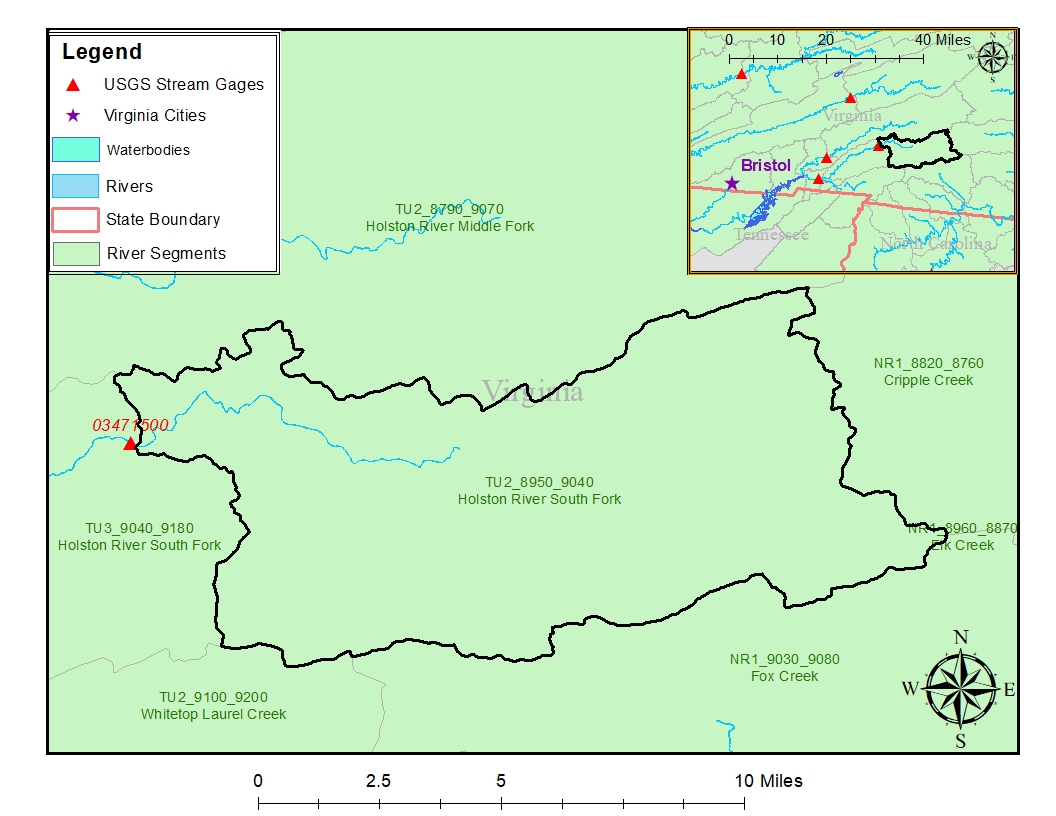 Legend
USGS Stream Gages
Virginia Cities
Waterbodies
Rivers
State Boundary
River Segments
0 10 20 40 Miles
N
W E
S
Virginia
Bristol
Tennessee
North Carolina
TU2_8790_9070
Holston River Middle Fork
Virginia
NR1_8820_8760
Cripple Creek
03471500
TU2_8950_9040
Holston River South Fork
TU3_9040_9180
Holston River South Fork
NR1_8960_8870
Elk Creek
NR1_9030_9080
Fox Creek
TU2_9100_9200
Whitetop Laurel Creek
N
W E
S
0 2.5 5 10 Miles